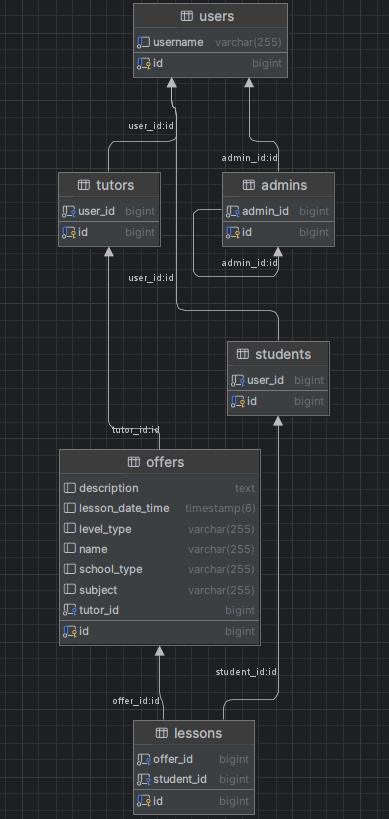 users
username varchar(255)
id bigint
user_id:id
admin_id:id
tutors
user_id bigint
id bigint
admins
admin_id bigint
id bigint
admin_id:id
user_id:id
students
user_id bigint
id bigint
tutor_id:id
offers
description text
lesson_date_time timestamp(6)
level_type varchar(255)
name varchar(255)
school_type varchar(255)
subject varchar(255)
tutor_id bigint
id bigint
student_id:id
offer_id:id
lessons
offer_id bigint
student_id bigint
id bigint